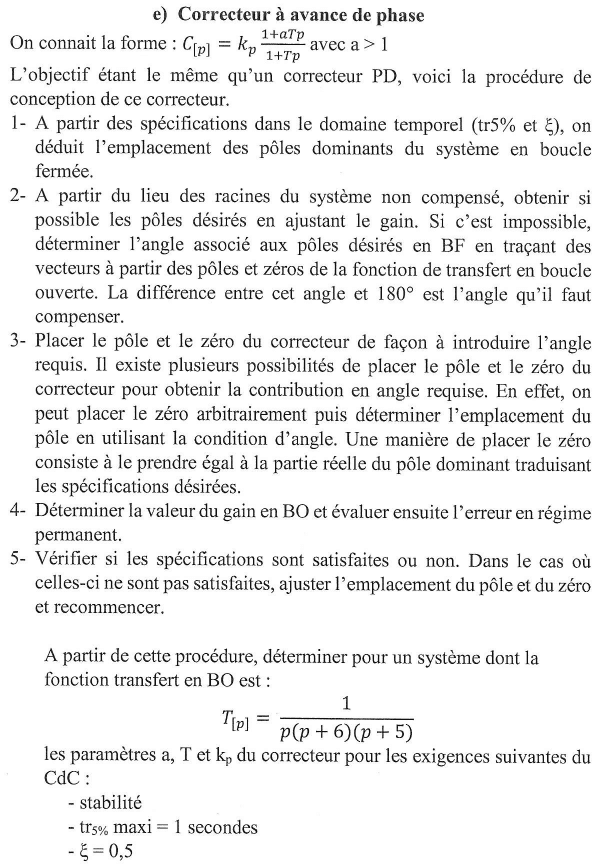 e) Correcteur à avance de phase
On connait la forme : C[p] = kp (1+aTp)/(1+Tp) avec a > 1
L'objectif étant le même qu'un correcteur PD, voici la procédure de
conception de ce correcteur.
1- A partir des spécifications dans le domaine temporel (tr5% et ξ), on
déduit l'emplacement des pôles dominants du système en boucle
fermée.
2- A partir du lieu des racines du système non compensé, obtenir si
possible les pôles désirés en ajustant le gain. Si c'est impossible,
déterminer l'angle associé aux pôles désirés en BF en traçant des
vecteurs à partir des pôles et zéros de la fonction de transfert en boucle
ouverte. La différence entre cet angle et 180° est l'angle qu'il faut
compenser.
3- Placer le pôle et le zéro du correcteur de façon à introduire l'angle
requis. Il existe plusieurs possibilités de placer le pôle et le zéro du
correcteur pour obtenir la contribution en angle requise. En effet, on
peut placer le zéro arbitrairement puis déterminer l'emplacement du
pôle en utilisant la condition d'angle. Une manière de placer le zéro
consiste à le prendre égal à la partie réelle du pôle dominant traduisant
les spécifications désirées.
4- Déterminer la valeur du gain en BO et évaluer ensuite l'erreur en régime
permanent.
5- Vérifier si les spécifications sont satisfaites ou non. Dans le cas où
celles-ci ne sont pas satisfaites, ajuster l'emplacement du pôle et du zéro
et recommencer.
A partir de cette procédure, déterminer pour un système dont la
fonction transfert en BO est :
T[p] = 1/(p(p + 6)(p + 5))
les paramètres a, T et kp du correcteur pour les exigences suivantes du
CdC :
- stabilité
- tr5% maxi = 1 secondes
- ξ = 0,5